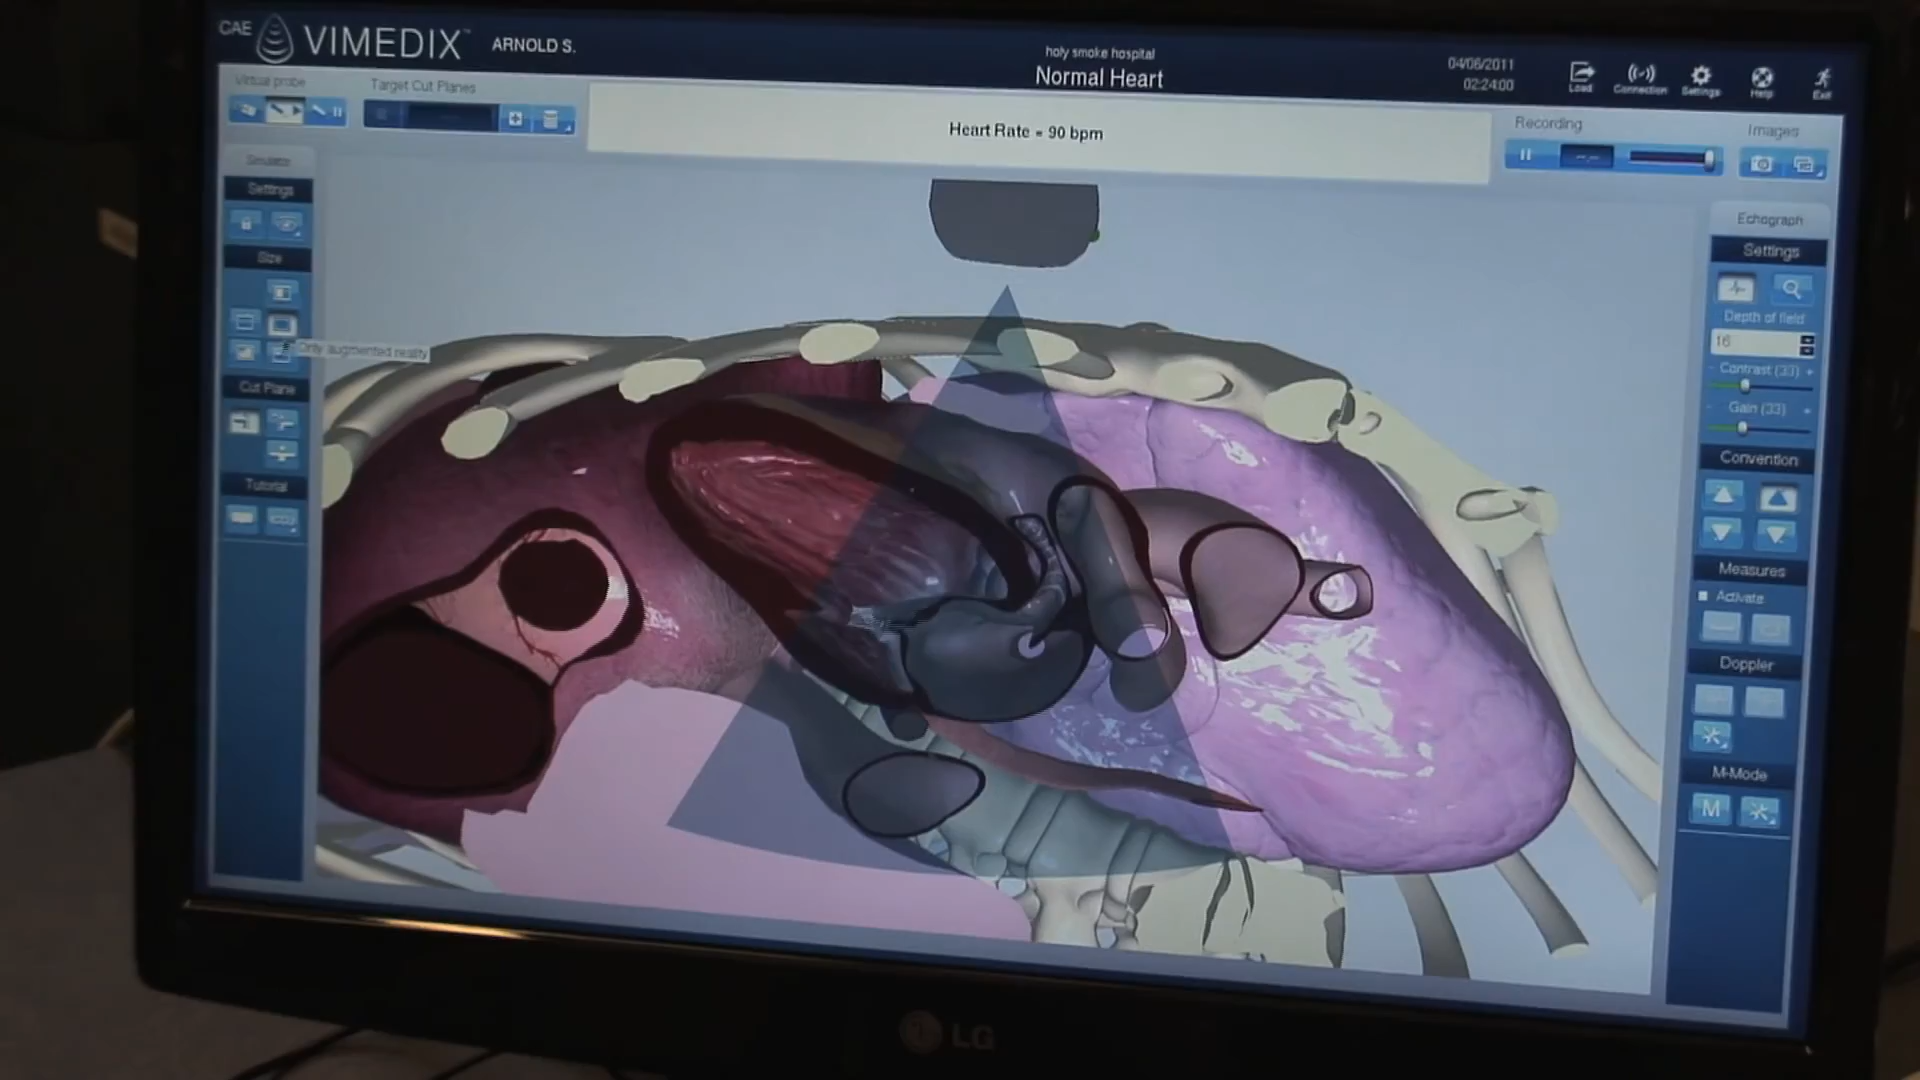 CAE VIMEDIX™ ARNOLD S.
holy smoke hospital
Normal Heart
04/06/2011
02:24:00
Load Connection Settings Help Exit
Virtual probe
Target Cut Planes
Heart Rate = 90 bpm
Recording
Images
Simulator
Settings
Size
Only augmented reality
Cut Plane
Tutorial
Echograph
Settings
Depth of field
16
- Contrast (33) +
- Gain (33) +
Convention
Measures
Activate
Doppler
M-Mode
M
LG